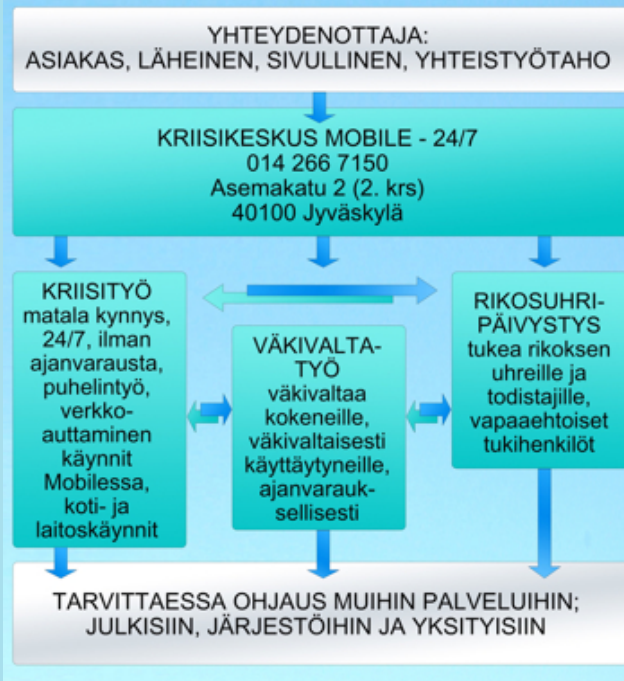 YHTEYDENOTTAJA:
ASIAKAS, LÄHEINEN, SIVULLINEN, YHTEISTYÖTAHO
KRIISIKESKUS MOBILE - 24/7
014 266 7150
Asemakatu 2 (2. krs)
40100 Jyväskylä
KRIISITYÖ
matala kynnys,
24/7, ilman
ajanvarausta,
puhelintyö,
verkko-
auttaminen
käynnit
Mobilessa,
koti- ja
laitoskäynnit
VÄKIVALTA-
TYÖ
väkivaltaa
kokeneille,
väkivaltaisesti
käyttäytyneille,
ajanvarauk-
sellisesti
RIKOSUHRI-
PÄIVYSTYS
tukea rikoksen
uhreille ja
todistajille,
vapaaehtoiset
tukihenkilöt
TARVITTAESSA OHJAUS MUIHIN PALVELUIHIN;
JULKISIIN, JÄRJESTÖIHIN JA YKSITYISIIN